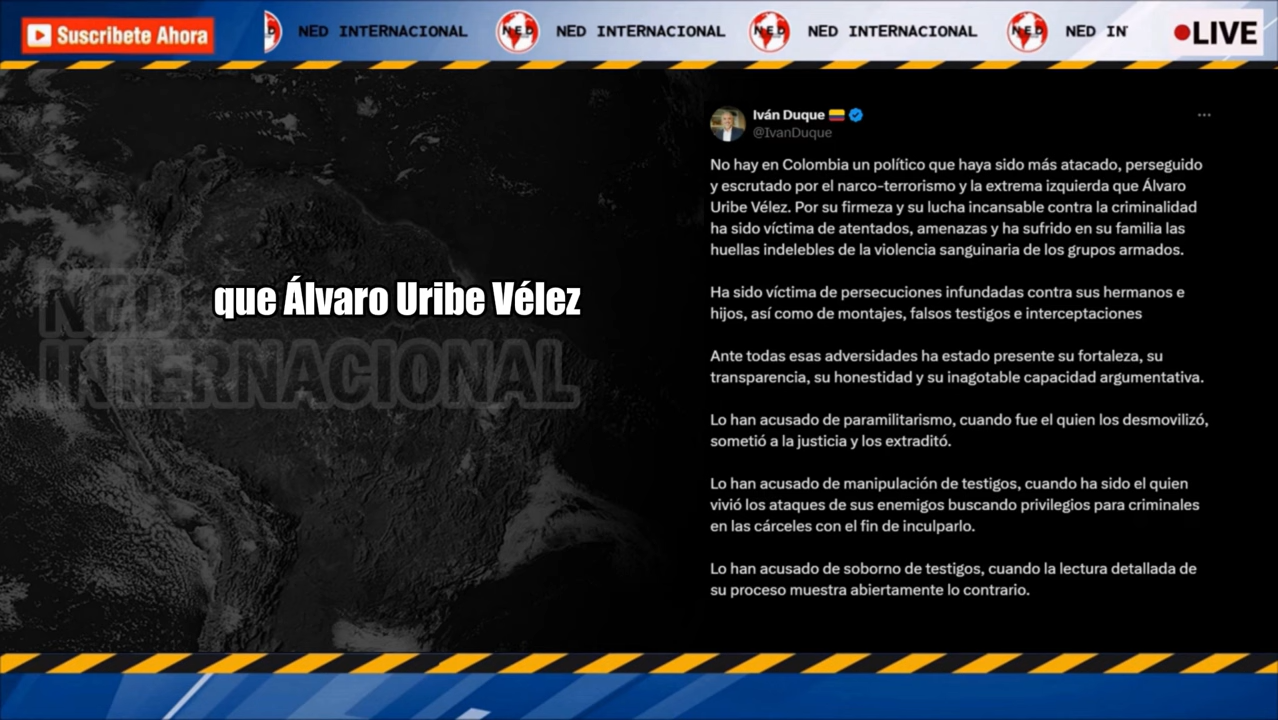 Suscribete Ahora
NED INTERNACIONAL
NED
NED INTERNACIONAL
NED
NED INTERNACIONAL
NED
NED IN
LIVE
NED
INTERNACIONAL
que Álvaro Uribe Vélez
Iván Duque
@IvanDuque
No hay en Colombia un político que haya sido más atacado, perseguido
y escrutado por el narco-terrorismo y la extrema izquierda que Álvaro
Uribe Vélez. Por su firmeza y su lucha incansable contra la criminalidad
ha sido víctima de atentados, amenazas y ha sufrido en su familia las
huellas indelebles de la violencia sanguinaria de los grupos armados.
Ha sido víctima de persecuciones infundadas contra sus hermanos e
hijos, así como de montajes, falsos testigos e interceptaciones
Ante todas esas adversidades ha estado presente su fortaleza, su
transparencia, su honestidad y su inagotable capacidad argumentativa.
Lo han acusado de paramilitarismo, cuando fue el quien los desmovilizó,
sometió a la justicia y los extraditó.
Lo han acusado de manipulación de testigos, cuando ha sido el quien
vivió los ataques de sus enemigos buscando privilegios para criminales
en las cárceles con el fin de inculparlo.
Lo han acusado de soborno de testigos, cuando la lectura detallada de
su proceso muestra abiertamente lo contrario.